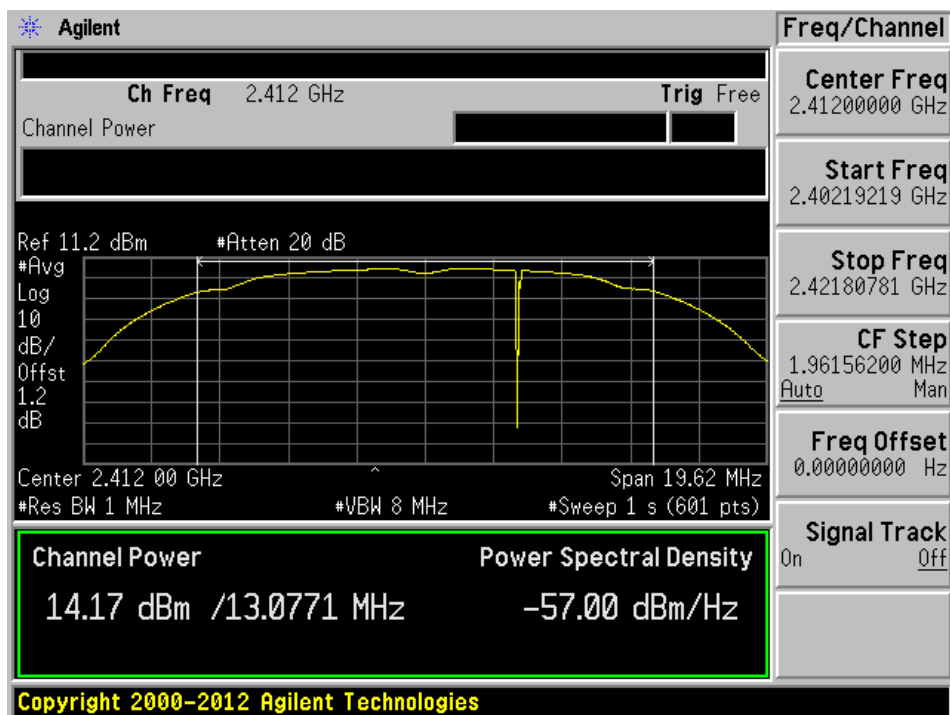 Agilent
Freq/Channel
Ch Freq 2.412 GHz Trig Free
Channel Power
Center Freq
2.41200000 GHz
Start Freq
2.40219219 GHz
Stop Freq
2.42180781 GHz
CF Step
1.96156200 MHz
Auto Man
Freq Offset
0.00000000 Hz
Signal Track
On Off
Ref 11.2 dBm #Atten 20 dB
#Avg
Log
10
dB/
Offst
1.2
dB
Center 2.412 00 GHz Span 19.62 MHz
#Res BW 1 MHz #VBW 8 MHz #Sweep 1 s (601 pts)
Channel Power Power Spectral Density
14.17 dBm /13.0771 MHz -57.00 dBm/Hz
Copyright 2000-2012 Agilent Technologies